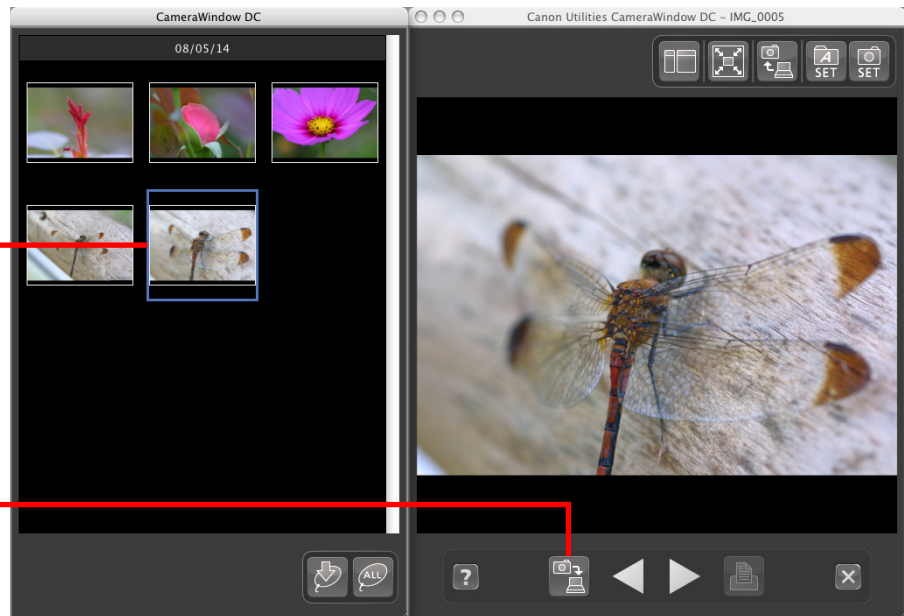 CameraWindow DC
08/05/14
ALL
Canon Utilities CameraWindow DC - IMG_0005
A
SET
SET
?